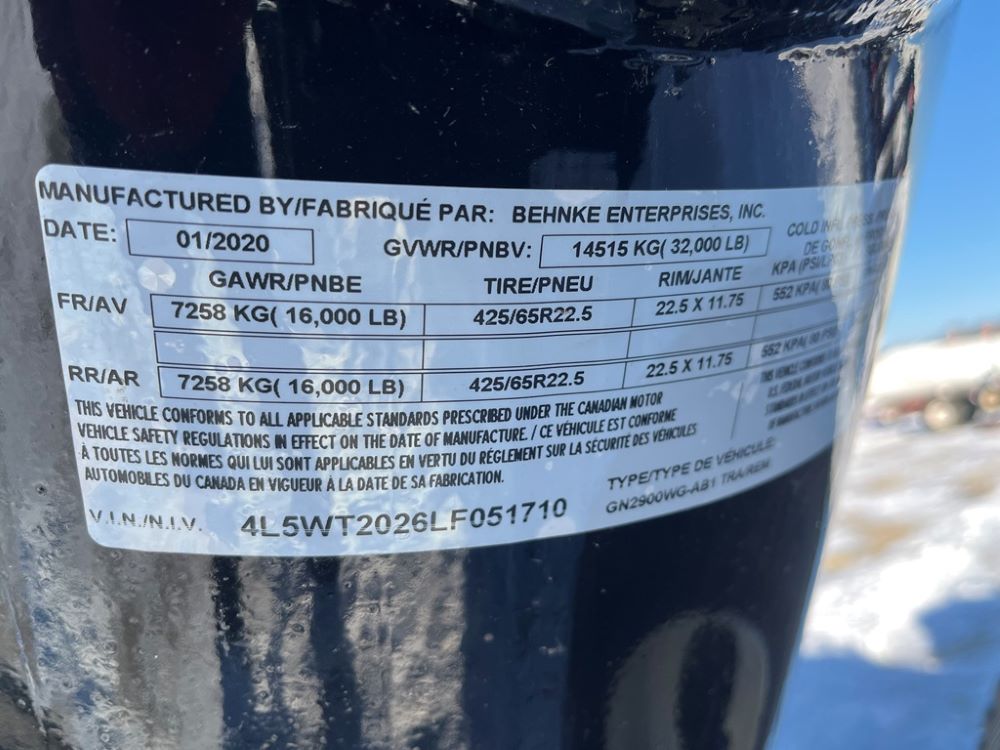 MANUFACTURED BY/FABRIQUÉ PAR: BEHNKE ENTERPRISES, INC.
DATE: 01/2020 GVWR/PNBV: 14515 KG( 32,000 LB) COLD
GAWR/PNBE TIRE/PNEU RIM/JANTE KPA
FR/AV 7258 KG( 16,000 LB) 425/65R22.5 22.5 X 11.75 552 KPA(
RR/AR 7258 KG( 16,000 LB) 425/65R22.5 22.5 X 11.75 552 KPA(
THIS VEHICLE CONFORMS TO ALL APPLICABLE STANDARDS PRESCRIBED UNDER THE CANADIAN MOTOR
VEHICLE SAFETY REGULATIONS IN EFFECT ON THE DATE OF MANUFACTURE. / CE VÉHICULE EST CONFORME
À TOUTES LES NORMES QUI LUI SONT APPLICABLES EN VERTU DU RÉGLEMENT SUR LA SÉCURITÉ DES VÉHICULES
AUTOMOBILES DU CANADA EN VIGUEUR À LA DATE DE SA FABRICATION.
TYPE/TYPE DE VÉHICULE:
V.I.N./N.I.V. 4L5WT2026LF051710 GN2900WG-AB1 TRA/REM